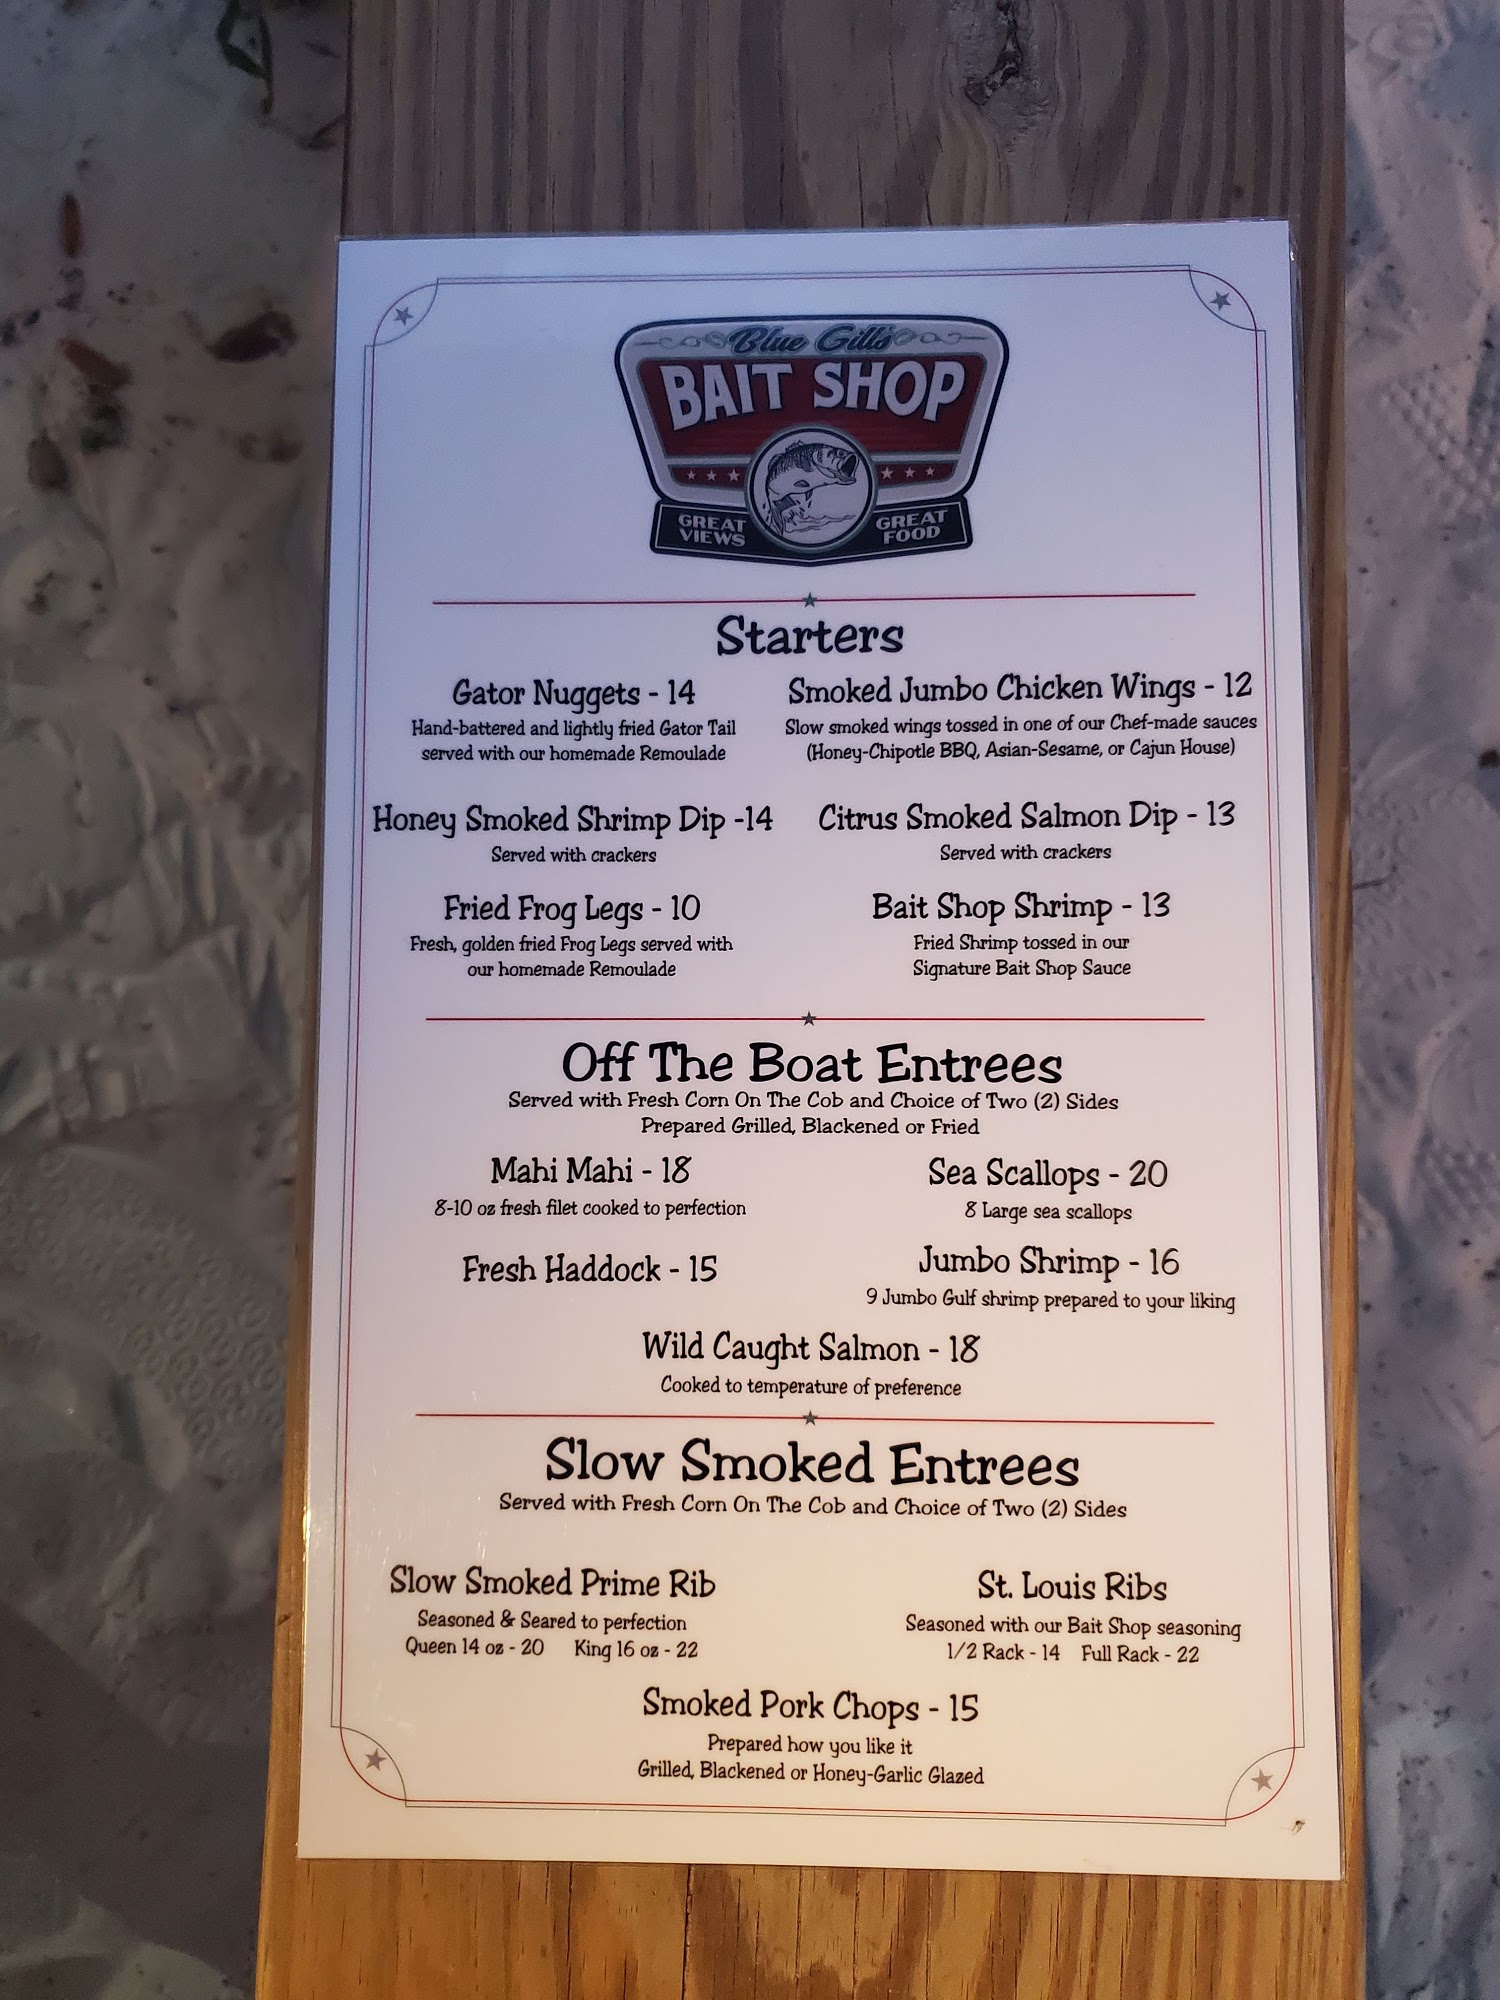 Blue Gill's
BAIT SHOP
GREAT VIEWS
GREAT FOOD
Starters
Gator Nuggets - 14
Hand-battered and lightly fried Gator Tail
served with our homemade Remoulade
Smoked Jumbo Chicken Wings - 12
Slow smoked wings tossed in one of our Chef-made sauces
(Honey-Chipotle BBQ, Asian-Sesame, or Cajun House)
Honey Smoked Shrimp Dip -14
Served with crackers
Citrus Smoked Salmon Dip - 13
Served with crackers
Fried Frog Legs - 10
Fresh, golden fried Frog Legs served with
our homemade Remoulade
Bait Shop Shrimp - 13
Fried Shrimp tossed in our
Signature Bait Shop Sauce
Off The Boat Entrees
Served with Fresh Corn On The Cob and Choice of Two (2) Sides
Prepared Grilled, Blackened or Fried
Mahi Mahi - 18
8-10 oz fresh filet cooked to perfection
Sea Scallops - 20
8 Large sea scallops
Fresh Haddock - 15
Jumbo Shrimp - 16
9 Jumbo Gulf shrimp prepared to your liking
Wild Caught Salmon - 18
Cooked to temperature of preference
Slow Smoked Entrees
Served with Fresh Corn On The Cob and Choice of Two (2) Sides
Slow Smoked Prime Rib
Seasoned & Seared to perfection
Queen 14 oz - 20 King 16 oz - 22
St. Louis Ribs
Seasoned with our Bait Shop seasoning
1/2 Rack - 14 Full Rack - 22
Smoked Pork Chops - 15
Prepared how you like it
Grilled, Blackened or Honey-Garlic Glazed